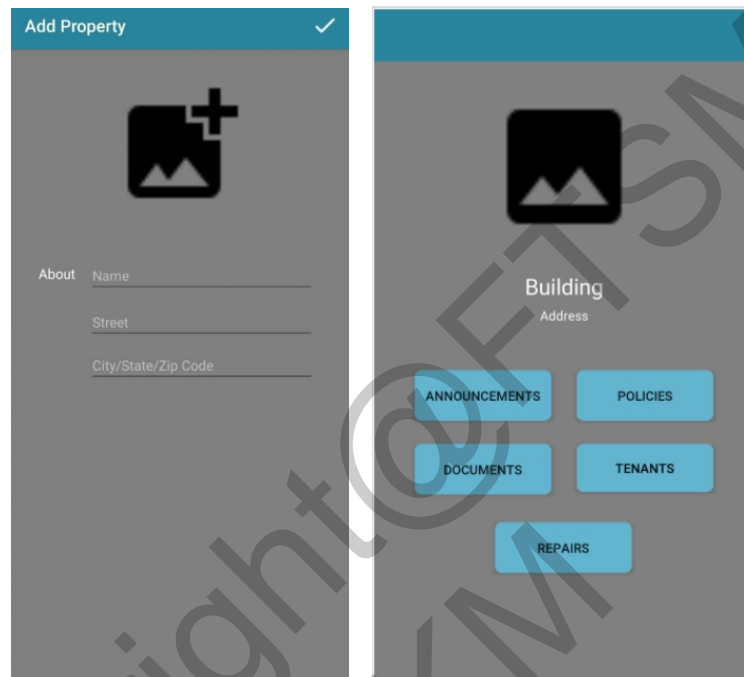 Add Property
About Name
Street
City/State/Zip Code
Building
Address
ANNOUNCEMENTS POLICIES
DOCUMENTS TENANTS
REPAIRS